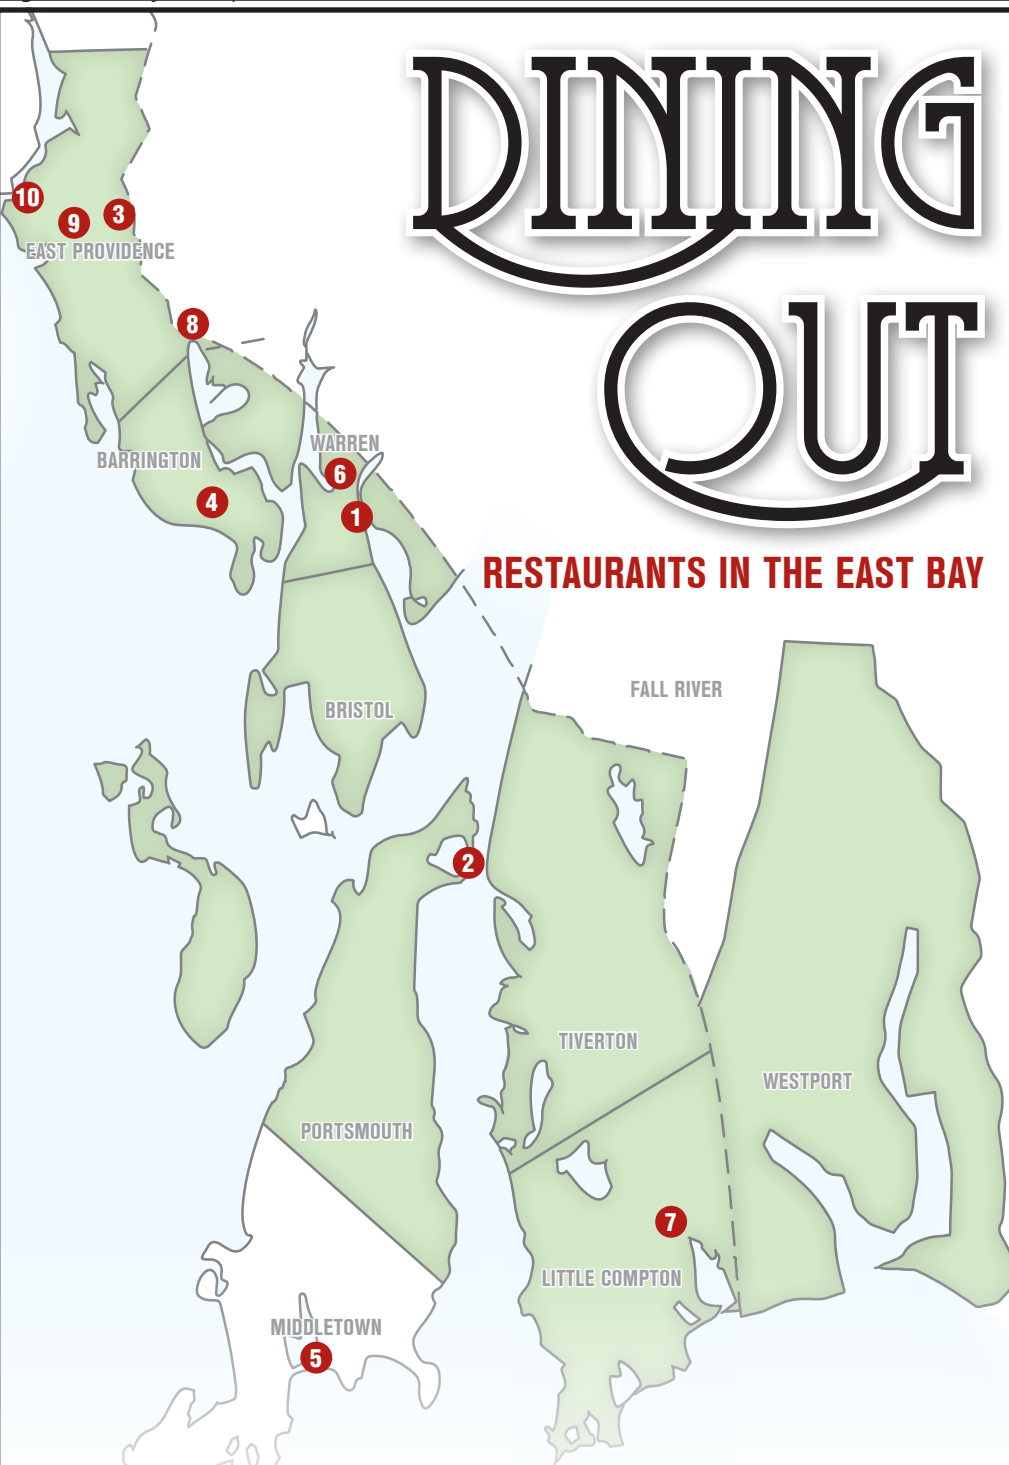 DINING
OUT
RESTAURANTS IN THE EAST BAY
10
9
3
EAST PROVIDENCE
8
WARREN
BARRINGTON
6
4
1
FALL RIVER
BRISTOL
2
TIVERTON
WESTPORT
PORTSMOUTH
7
LITTLE COMPTON
MIDDLETOWN
5